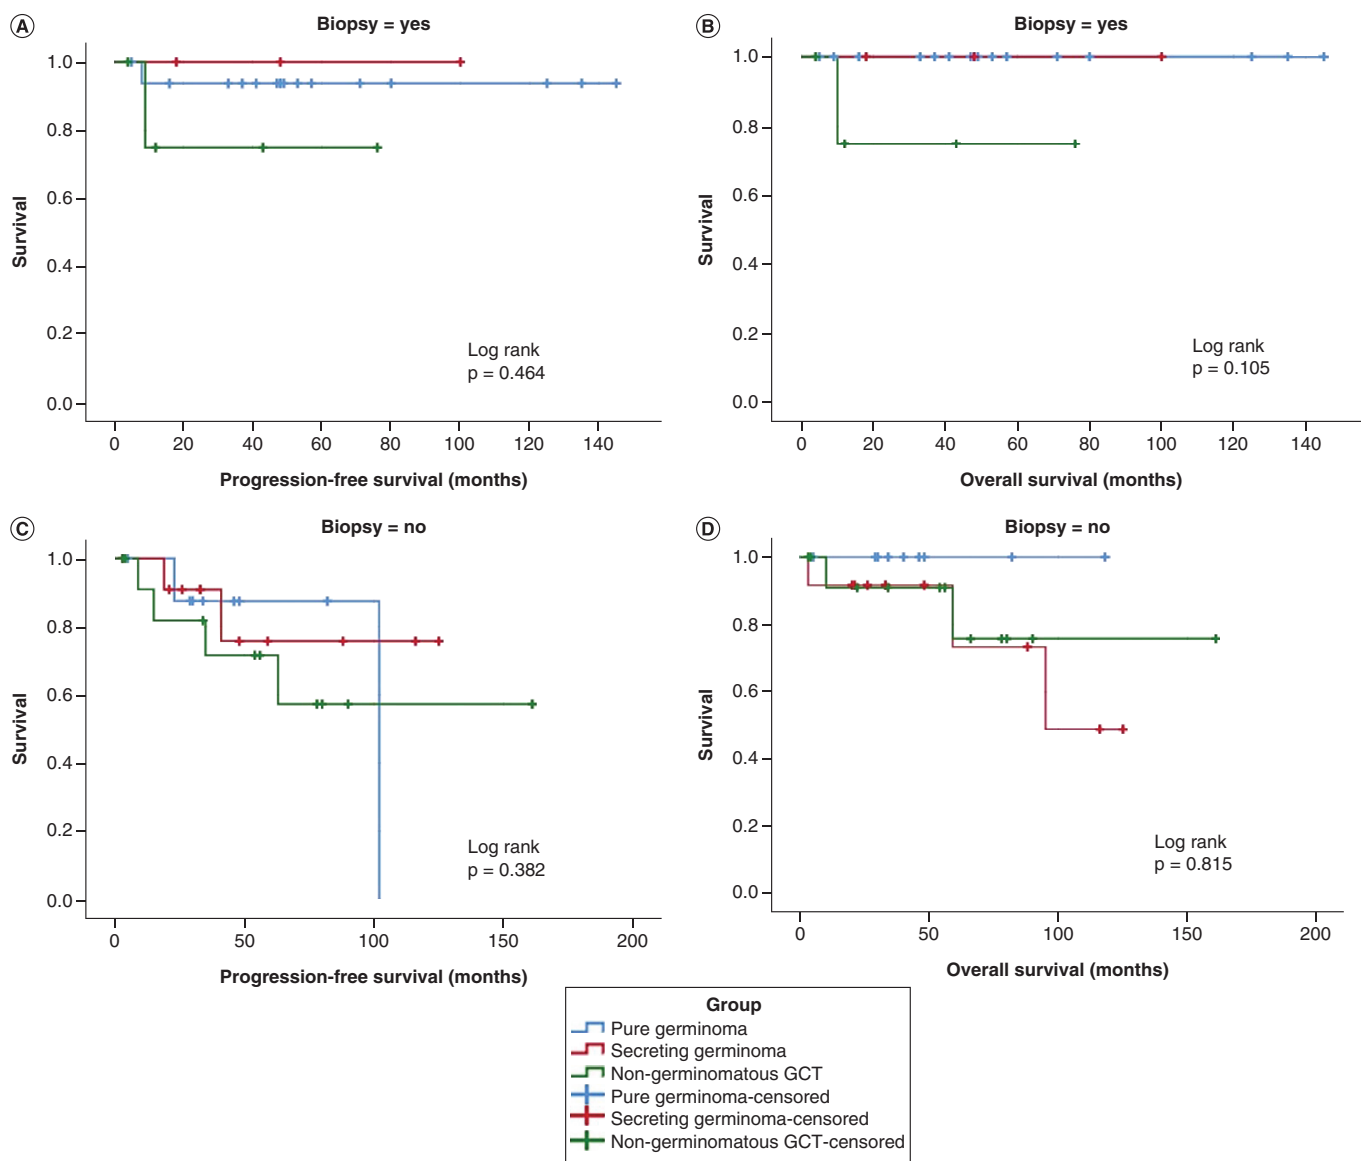 A
Biopsy = yes
1.0
0.8
0.6
0.4
0.2
0.0
Survival
Log rank
p = 0.464
0 20 40 60 80 100 120 140
Progression-free survival (months)
B
Biopsy = yes
1.0
0.8
0.6
0.4
0.2
0.0
Survival
Log rank
p = 0.105
0 20 40 60 80 100 120 140
Overall survival (months)
C
Biopsy = no
1.0
0.8
0.6
0.4
0.2
0.0
Survival
Log rank
p = 0.382
0 50 100 150 200
Progression-free survival (months)
D
Biopsy = no
1.0
0.8
0.6
0.4
0.2
0.0
Survival
Log rank
p = 0.815
0 50 100 150 200
Overall survival (months)
Group
Pure germinoma
Secreting germinoma
Non-germinomatous GCT
Pure germinoma-censored
Secreting germinoma-censored
Non-germinomatous GCT-censored